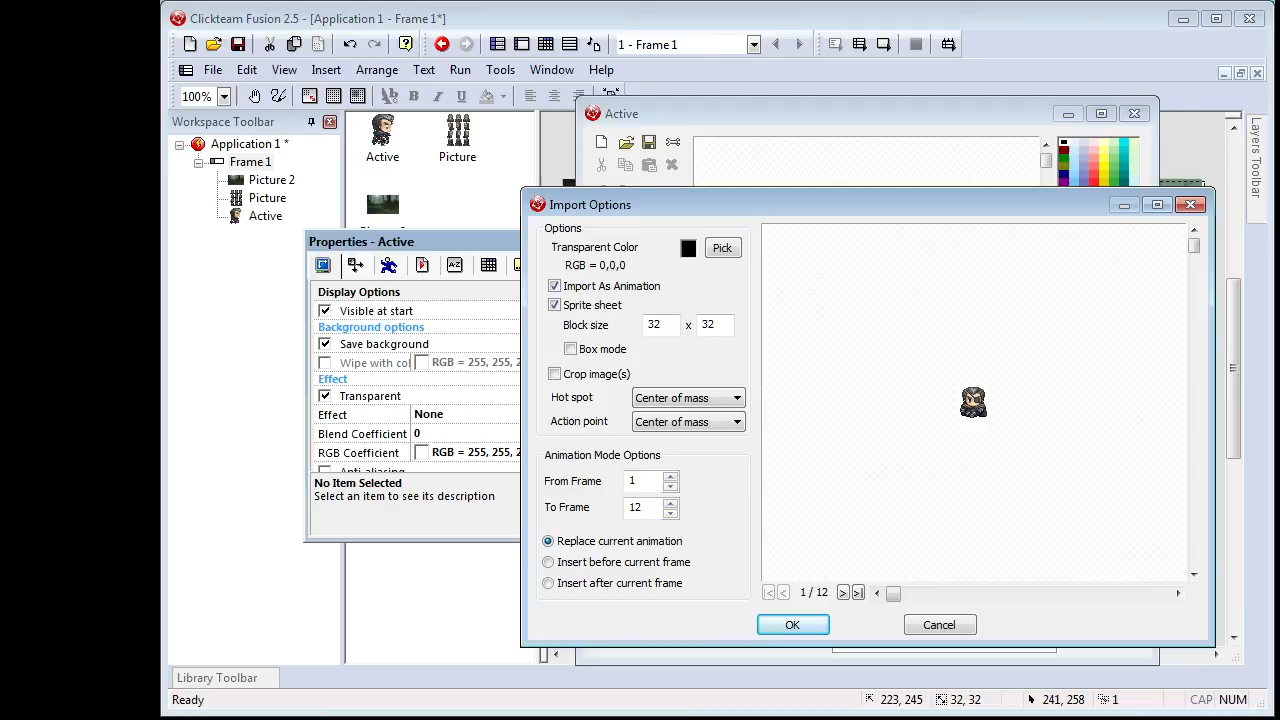 Clickteam Fusion 2.5 - [Application 1 - Frame 1*]
1 - Frame 1
File Edit View Insert Arrange Text Run Tools Window Help
100%
Workspace Toolbar
Application 1 *
Frame 1
Picture 2
Picture
Active
Active
Picture
Active
Layers Toolbar
Properties - Active
Display Options
Visible at start
Background options
Save background
Wipe with col RGB = 255, 255, 2
Effect
Transparent
Effect None
Blend Coefficient 0
RGB Coefficient RGB = 255, 255, 2
No Item Selected
Select an item to see its description
Import Options
Options
Transparent Color Pick
RGB = 0,0,0
Import As Animation
Sprite sheet
Block size 32 x 32
Box mode
Crop image(s)
Hot spot Center of mass
Action point Center of mass
Animation Mode Options
From Frame 1
To Frame 12
Replace current animation
Insert before current frame
Insert after current frame
1 / 12
OK Cancel
Library Toolbar
Ready 223, 245 32, 32 241, 258 1 CAP NUM